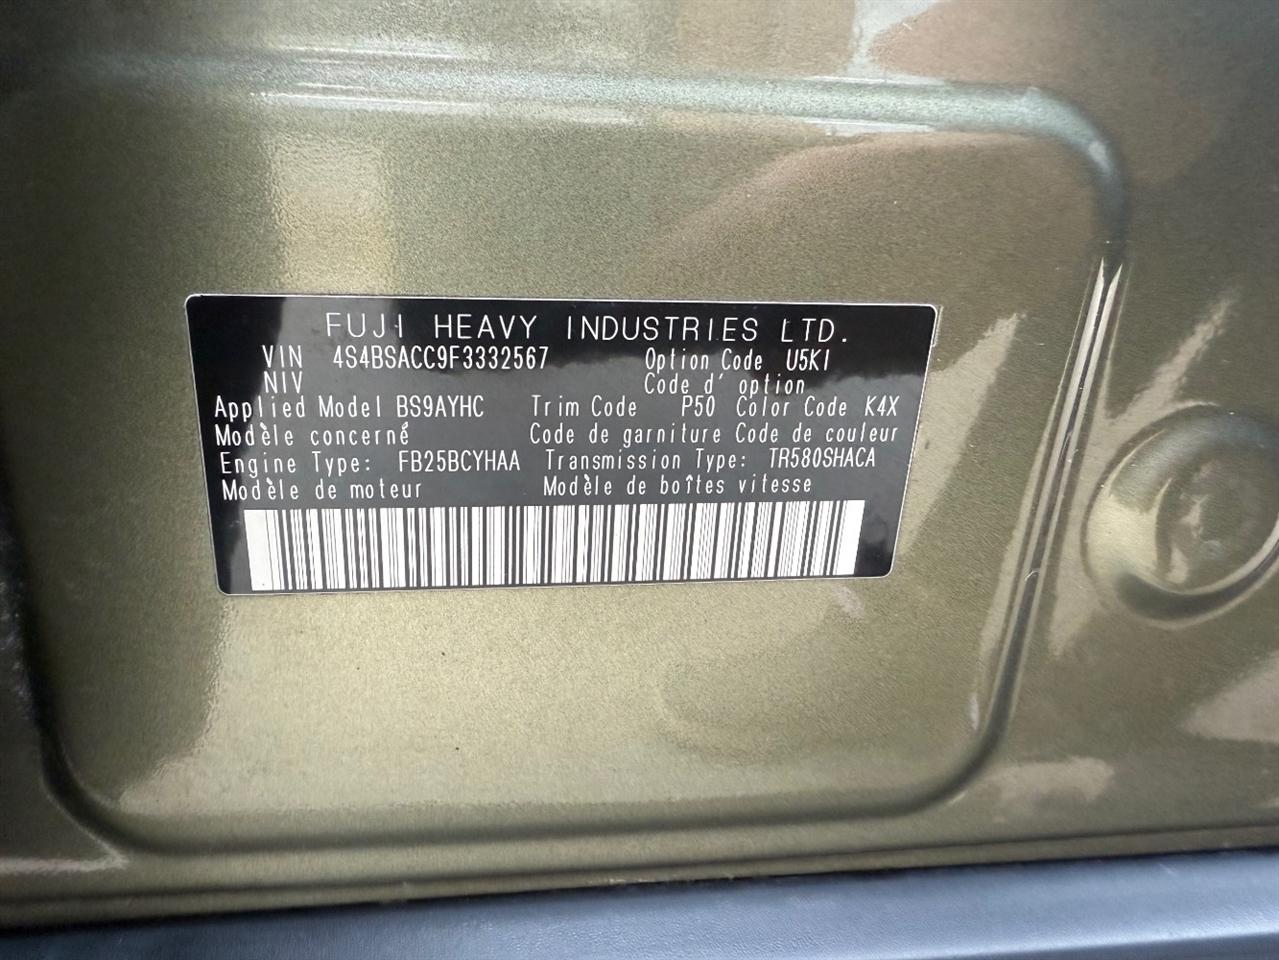 FUJI HEAVY INDUSTRIES LTD.
VIN 4S4BSACC9F3332567 Option Code U5KI
NIV Code d' option
Applied Model BS9AYHC Trim Code P50 Color Code K4X
Modèle concerné Code de garniture Code de couleur
Engine Type: FB25BCYHAA Transmission Type: TR580SHACA
Modèle de moteur Modèle de boîtes vitesse